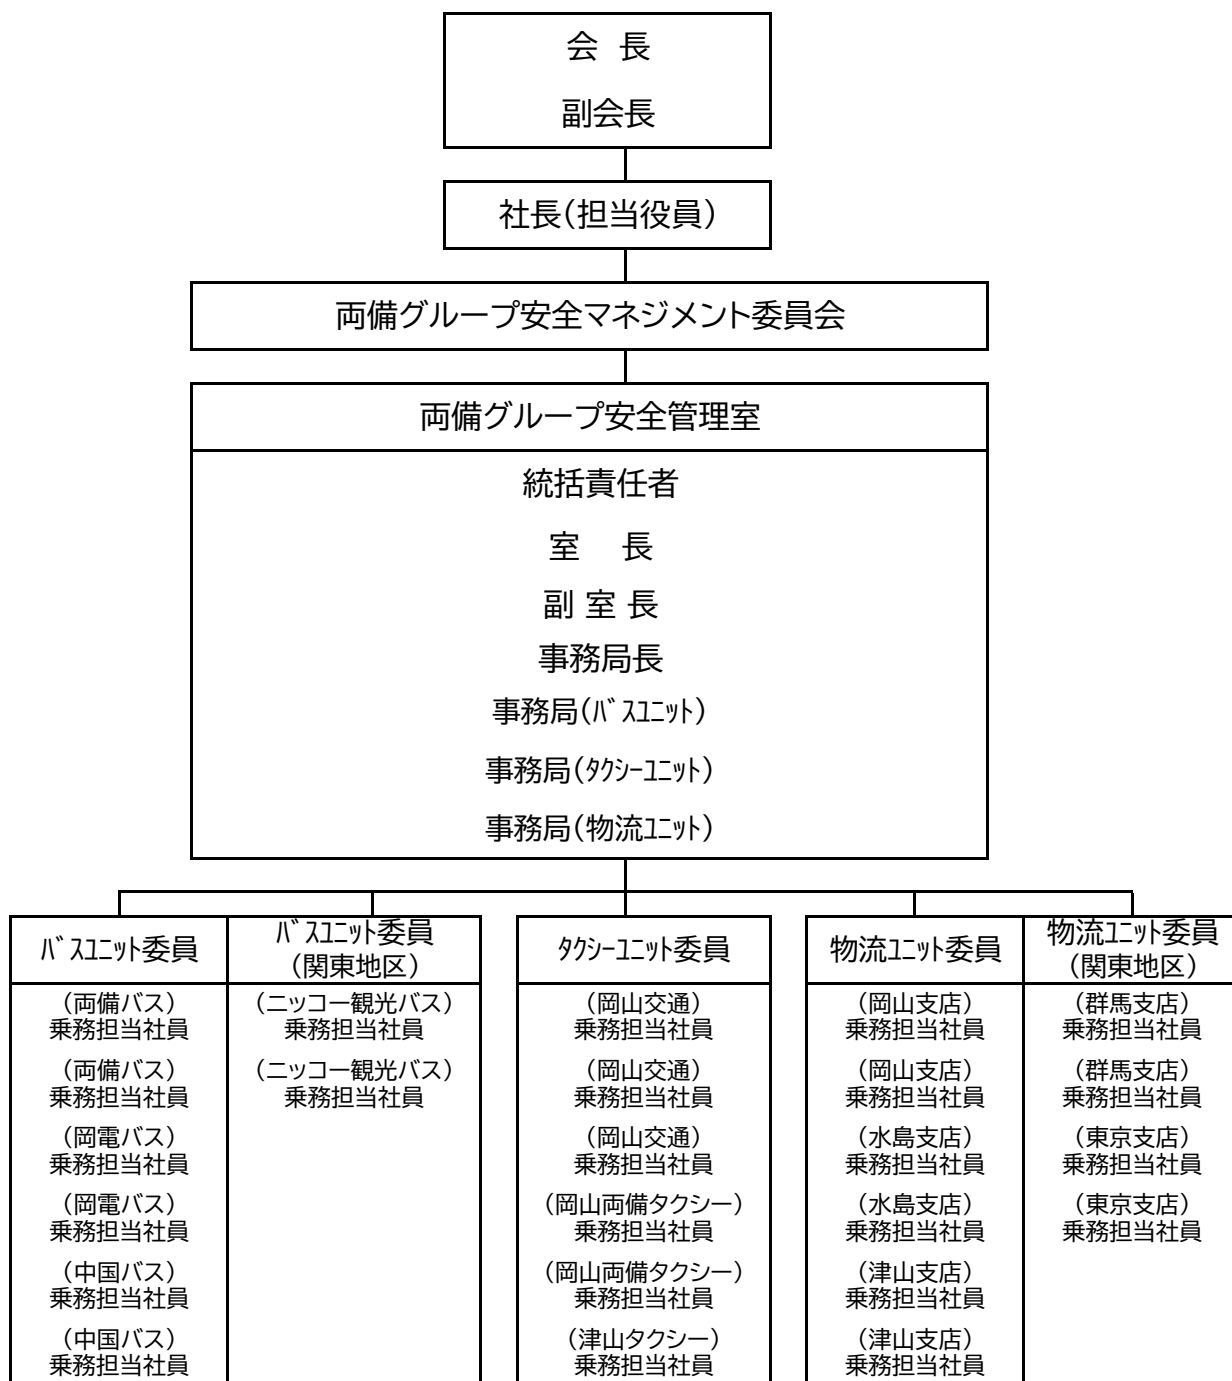 会 長
副会長
社長(担当役員)
両備グループ安全マネジメント委員会
両備グループ安全管理室
統括責任者
室 長
副 室 長
事務局長
事務局(ﾊﾞｽﾕﾆｯﾄ)
事務局(ﾀｸｼｰﾕﾆｯﾄ)
事務局(物流ﾕﾆｯﾄ)
ﾊﾞｽﾕﾆｯﾄ委員
(両備バス)
乗務担当社員
(両備バス)
乗務担当社員
(岡電バス)
乗務担当社員
(岡電バス)
乗務担当社員
(中国バス)
乗務担当社員
(中国バス)
乗務担当社員
ﾊﾞｽﾕﾆｯﾄ委員
(関東地区)
(ニッコー観光バス)
乗務担当社員
(ニッコー観光バス)
乗務担当社員
ﾀｸｼｰﾕﾆｯﾄ委員
(岡山交通)
乗務担当社員
(岡山交通)
乗務担当社員
(岡山交通)
乗務担当社員
(岡山両備タクシー)
乗務担当社員
(岡山両備タクシー)
乗務担当社員
(津山タクシー)
乗務担当社員
物流ﾕﾆｯﾄ委員
(岡山支店)
乗務担当社員
(岡山支店)
乗務担当社員
(水島支店)
乗務担当社員
(水島支店)
乗務担当社員
(津山支店)
乗務担当社員
(津山支店)
乗務担当社員
物流ﾕﾆｯﾄ委員
(関東地区)
(群馬支店)
乗務担当社員
(群馬支店)
乗務担当社員
(東京支店)
乗務担当社員
(東京支店)
乗務担当社員